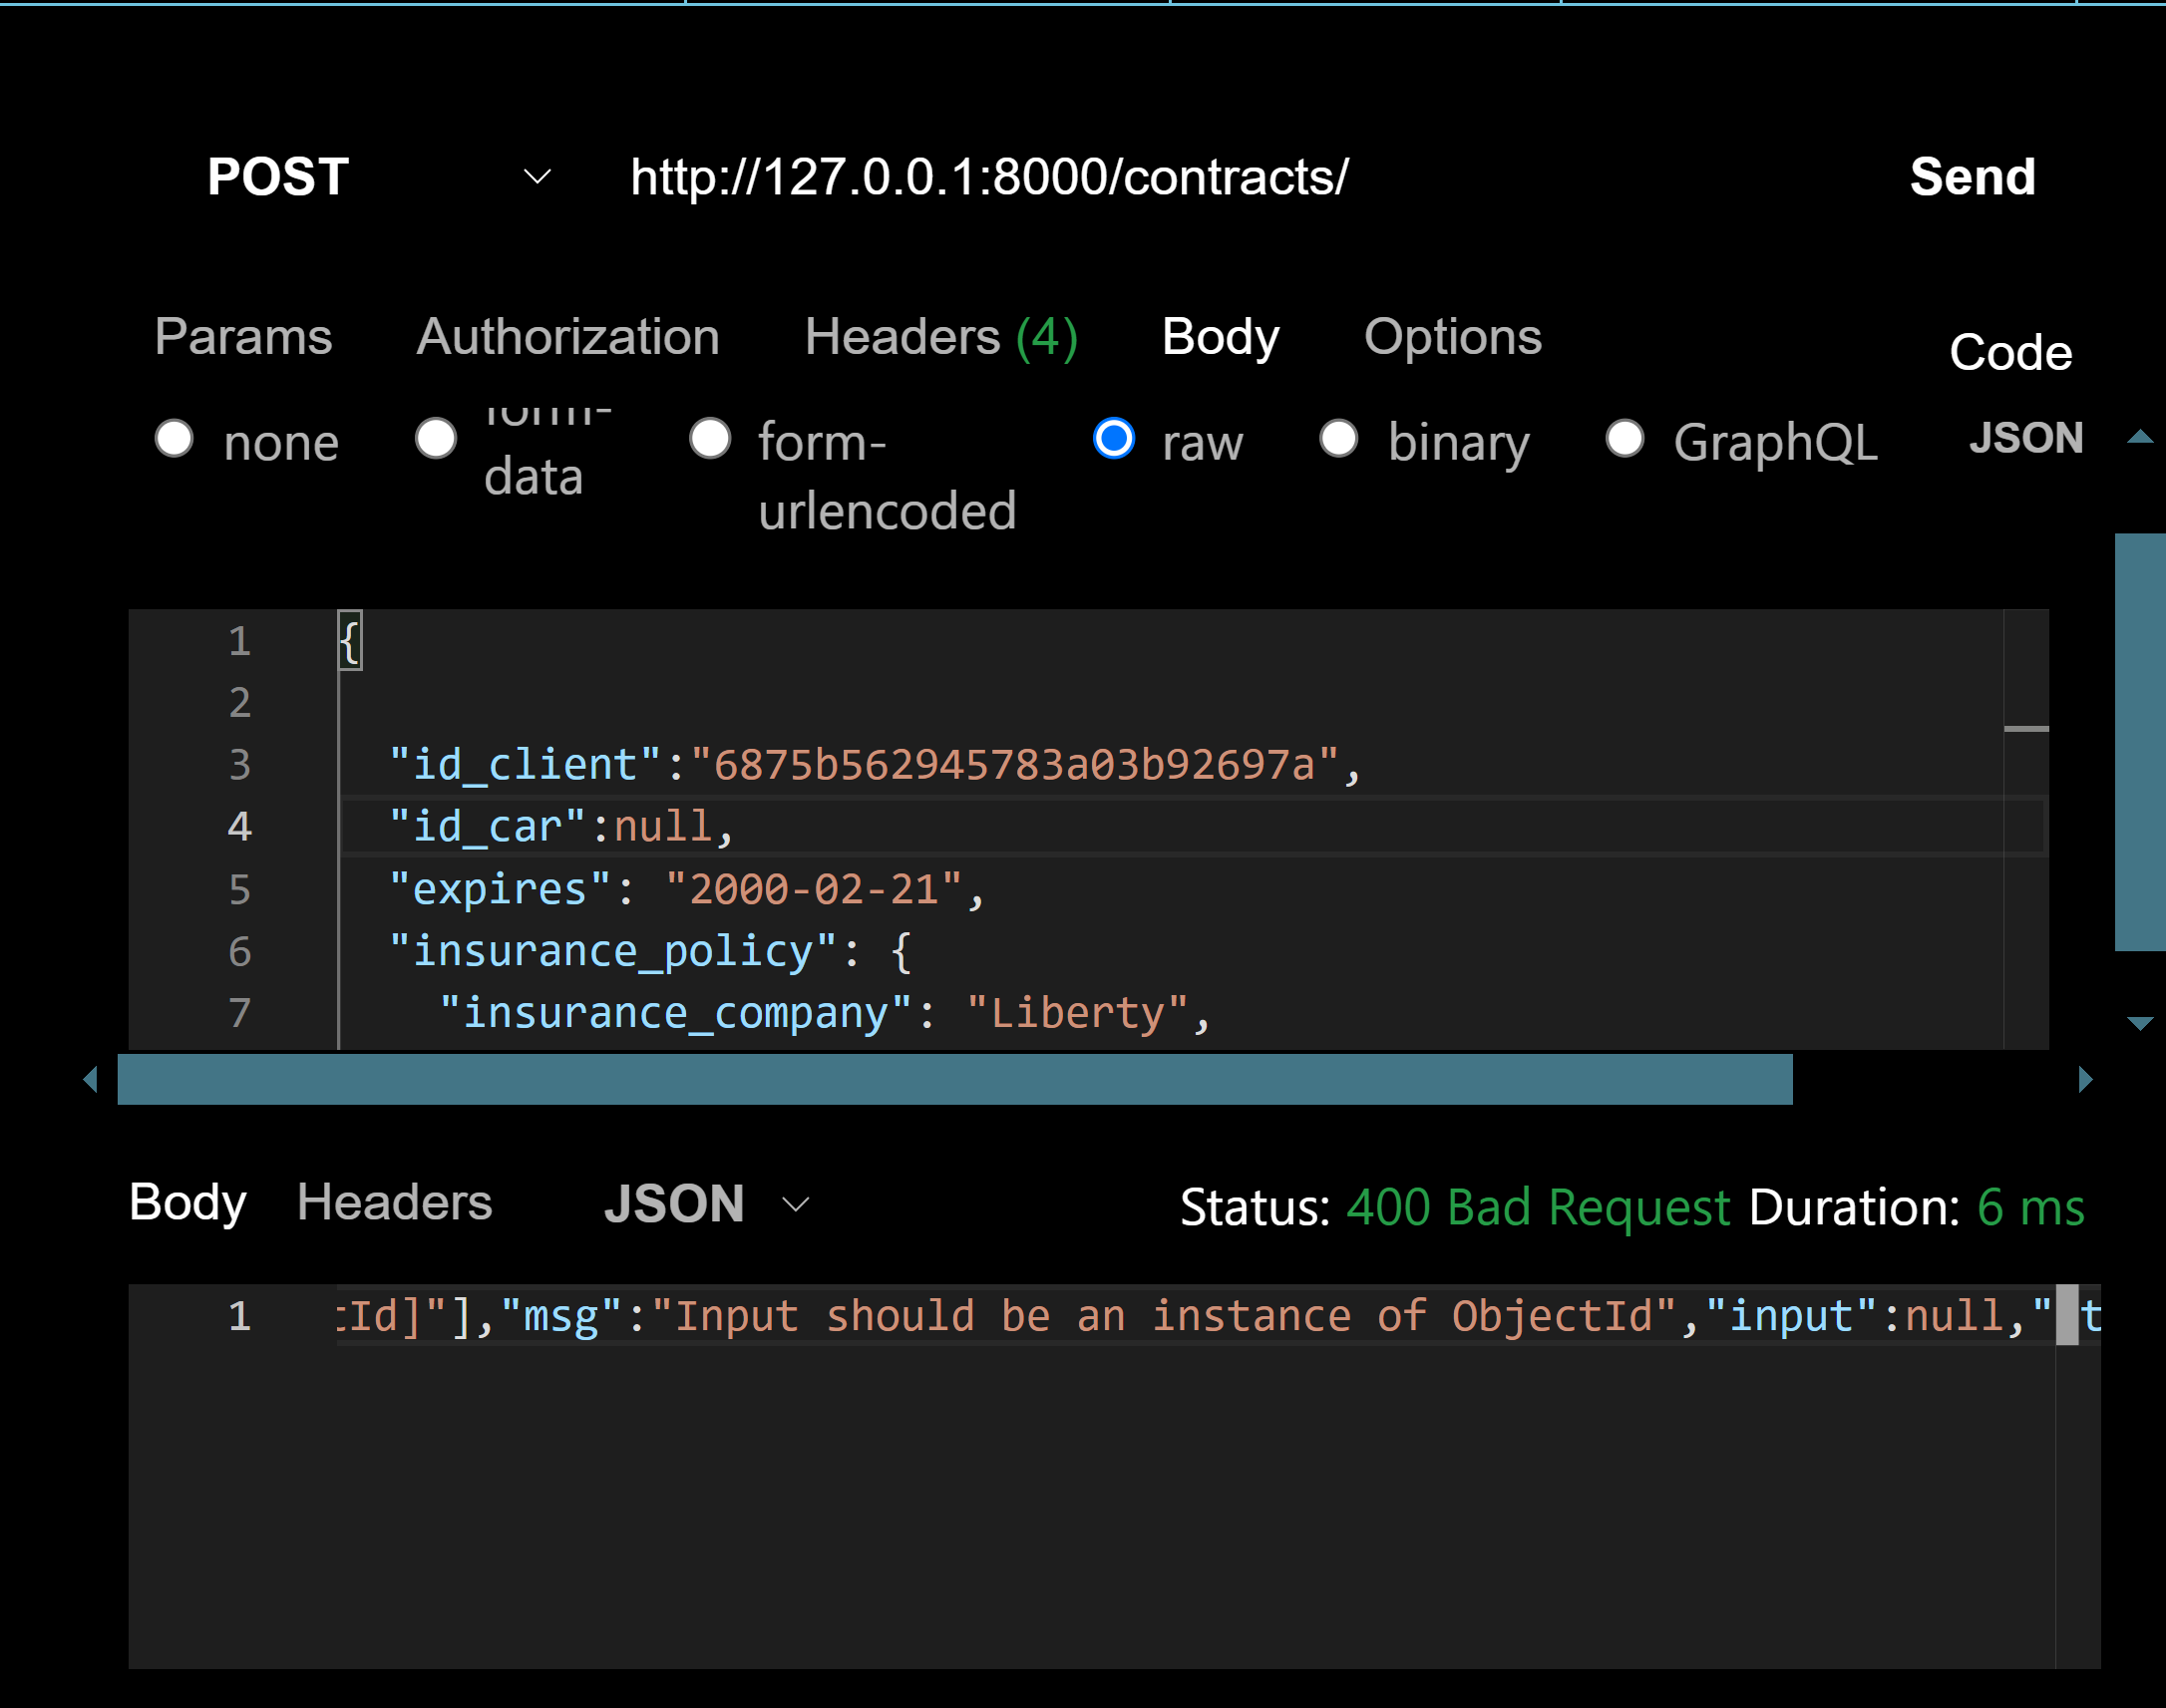 POST http://127.0.0.1:8000/contracts/ Send
Params Authorization Headers (4) Body Options Code
none form-data form-urlencoded raw binary GraphQL JSON
1 {
2
3 "id_client":"6875b562945783a03b92697a",
4 "id_car":null,
5 "expires": "2000-02-21",
6 "insurance_policy": {
7 "insurance_company": "Liberty",
Body Headers JSON Status: 400 Bad Request Duration: 6 ms
1 tId]"],"msg":"Input should be an instance of ObjectId","input":null," t